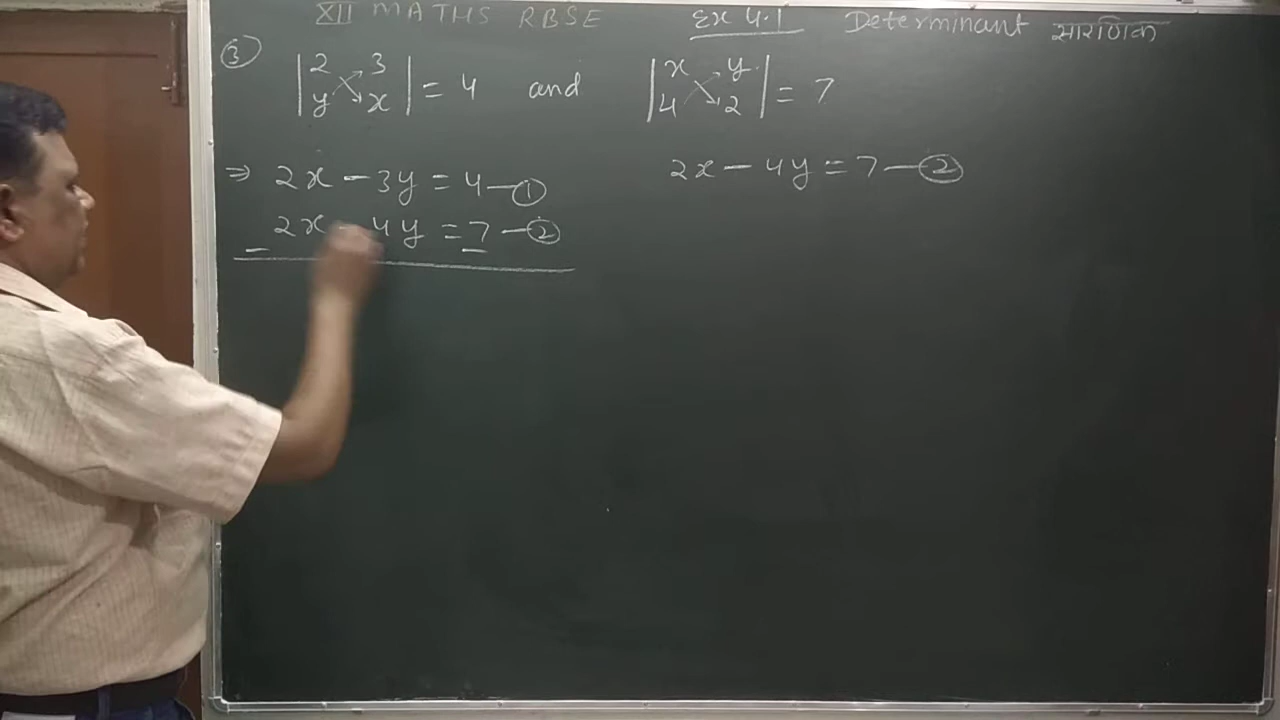 XII MATHS RBSE Ex 4.1 Determinant सारणिक
③ |2 3| = 4 and |x y| = 7
|y x| |4 2|
⇒ 2x - 3y = 4 — ① 2x - 4y = 7 — ②
2x - 4y = 7 — ②
- -